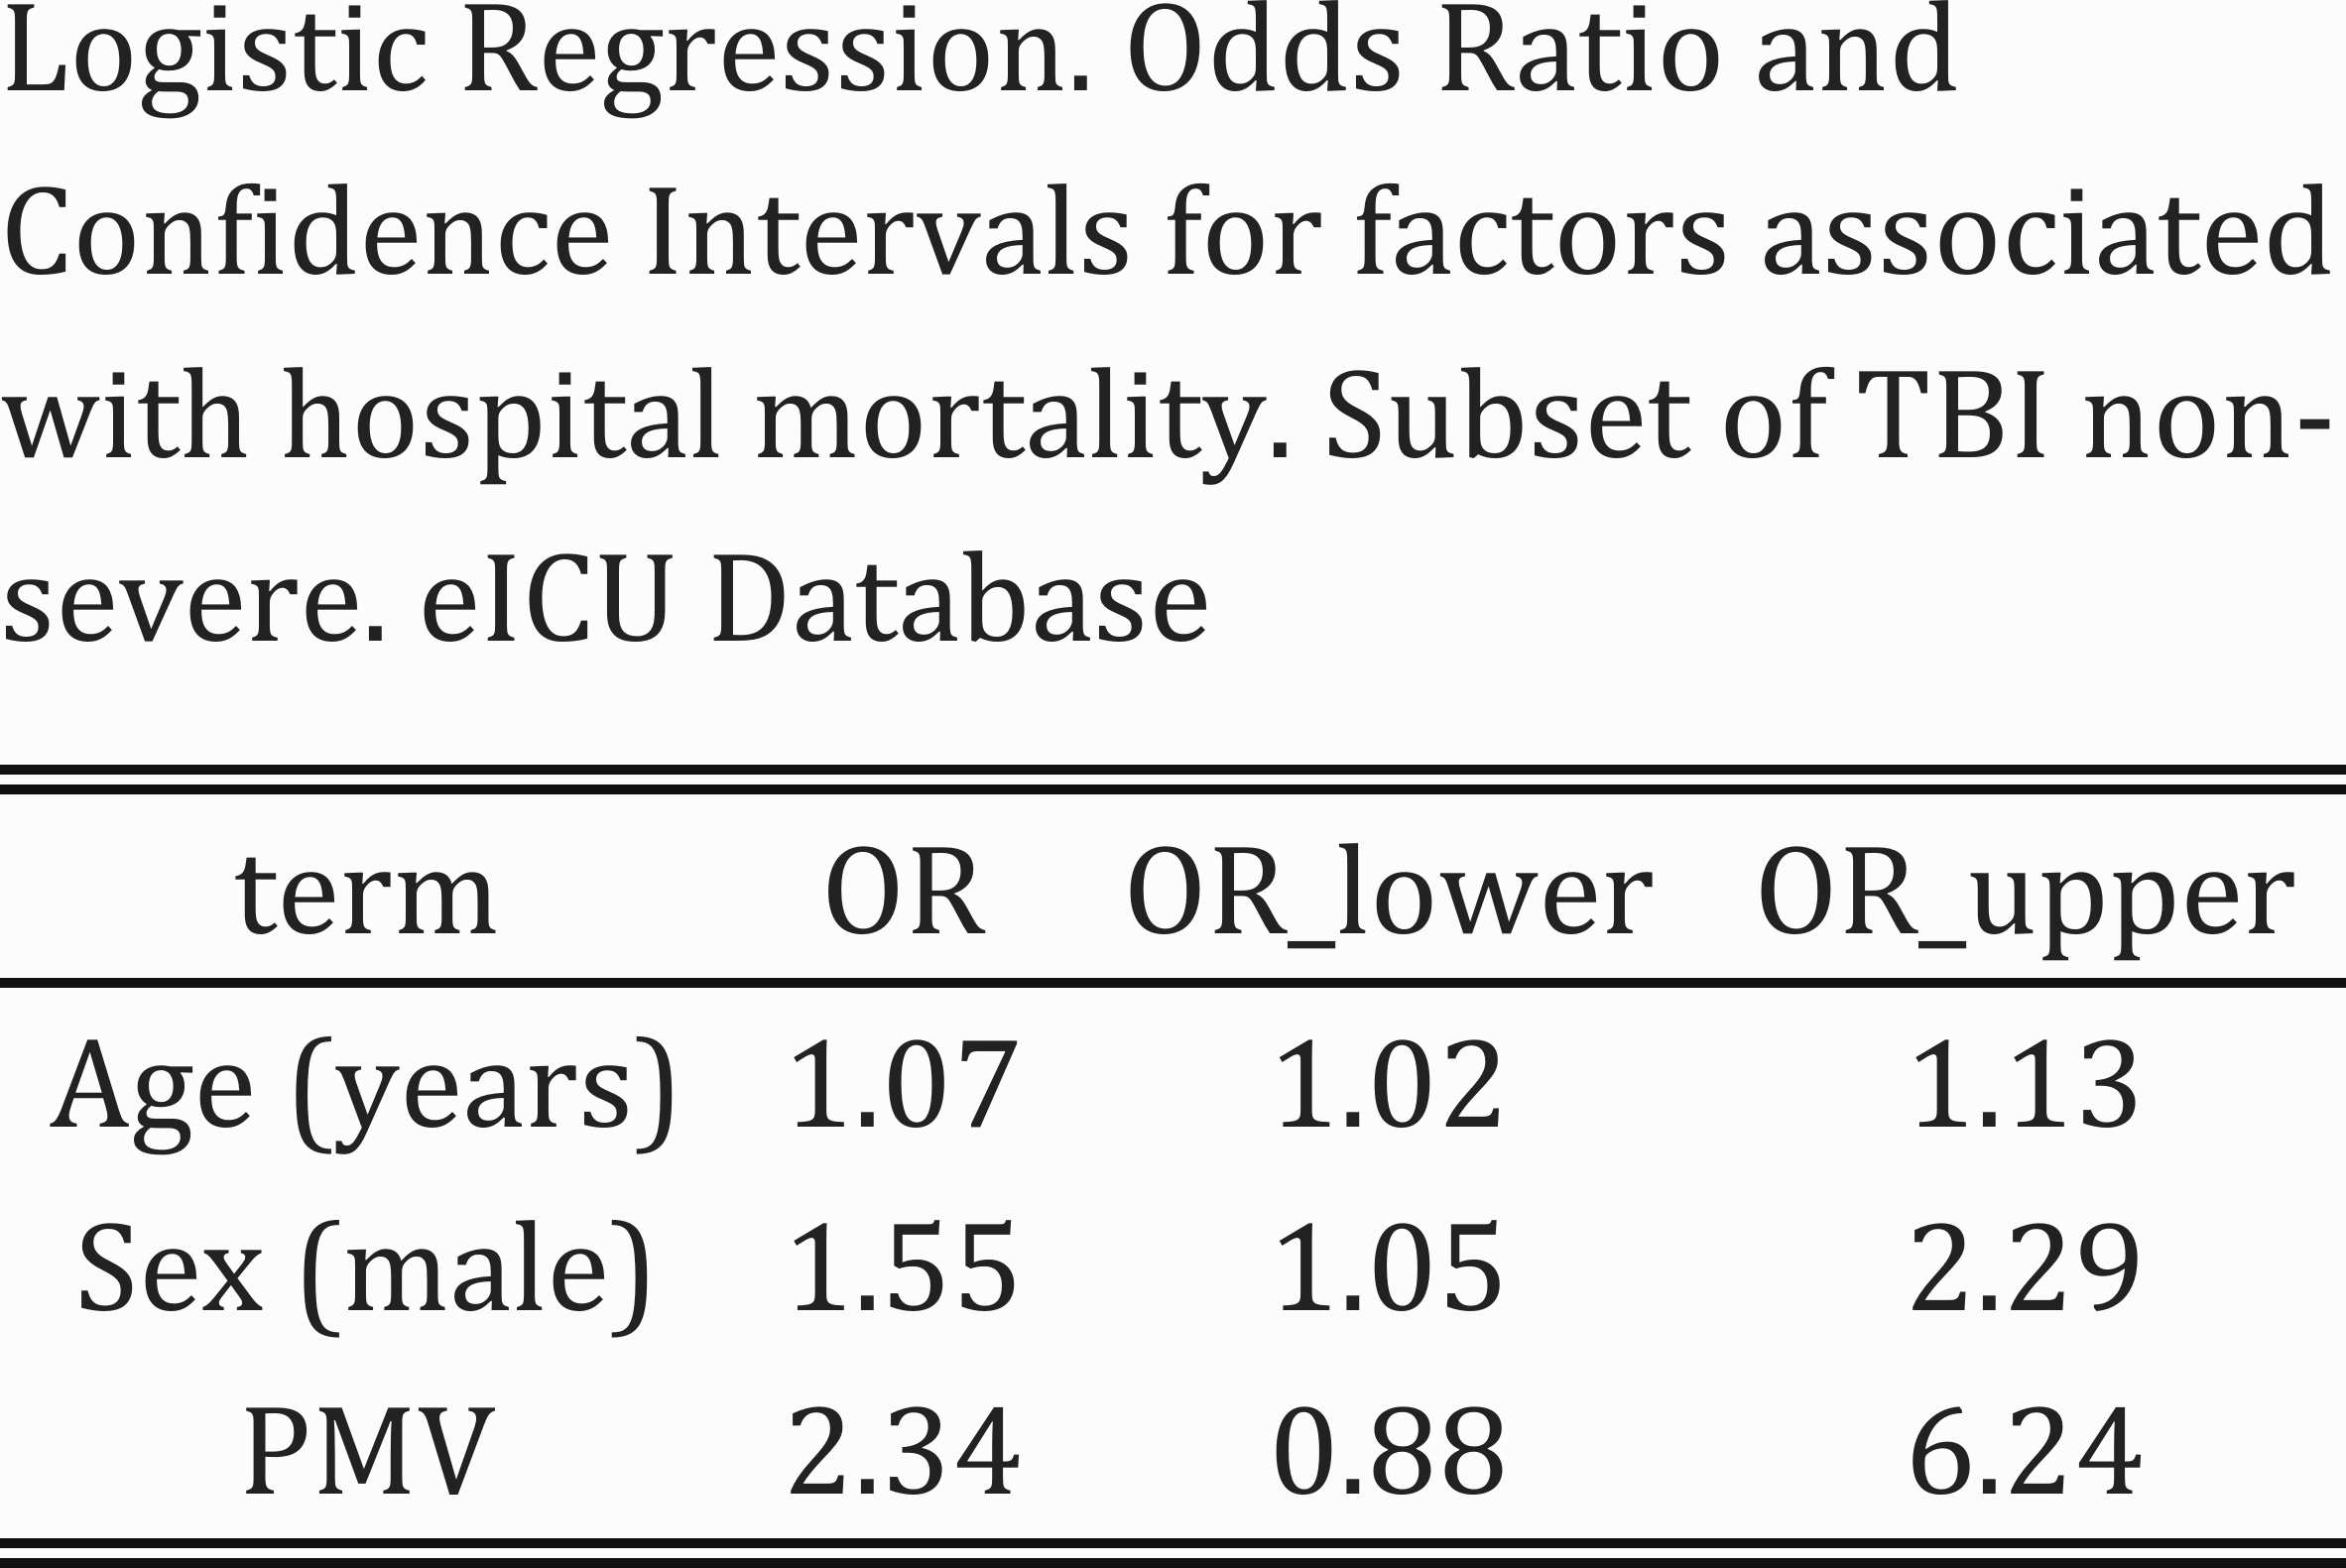 Logistic Regression. Odds Ratio and
Confidence Intervals for factors associated
with hospital mortality. Subset of TBI non-
severe. eICU Database
term OR OR_lower OR_upper
Age (years) 1.07 1.02 1.13
Sex (male) 1.55 1.05 2.29
PMV 2.34 0.88 6.24